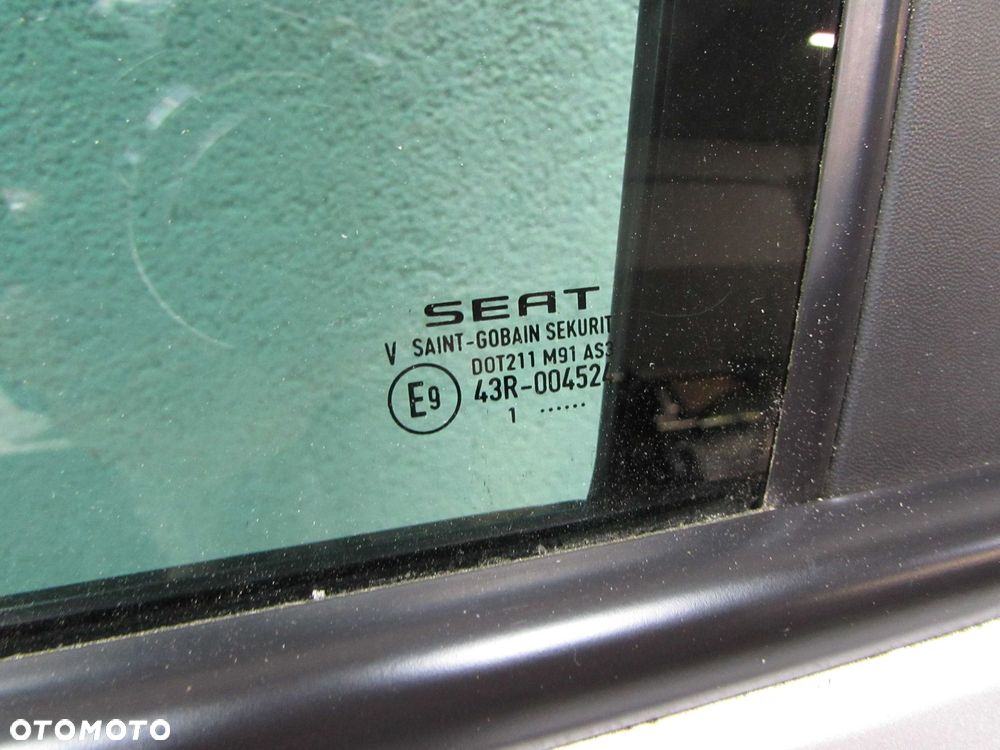 SEAT
V SAINT-GOBAIN SEKURIT
DOT211 M91 AS3
E9 43R-004524
1 ......
OTOMOTO